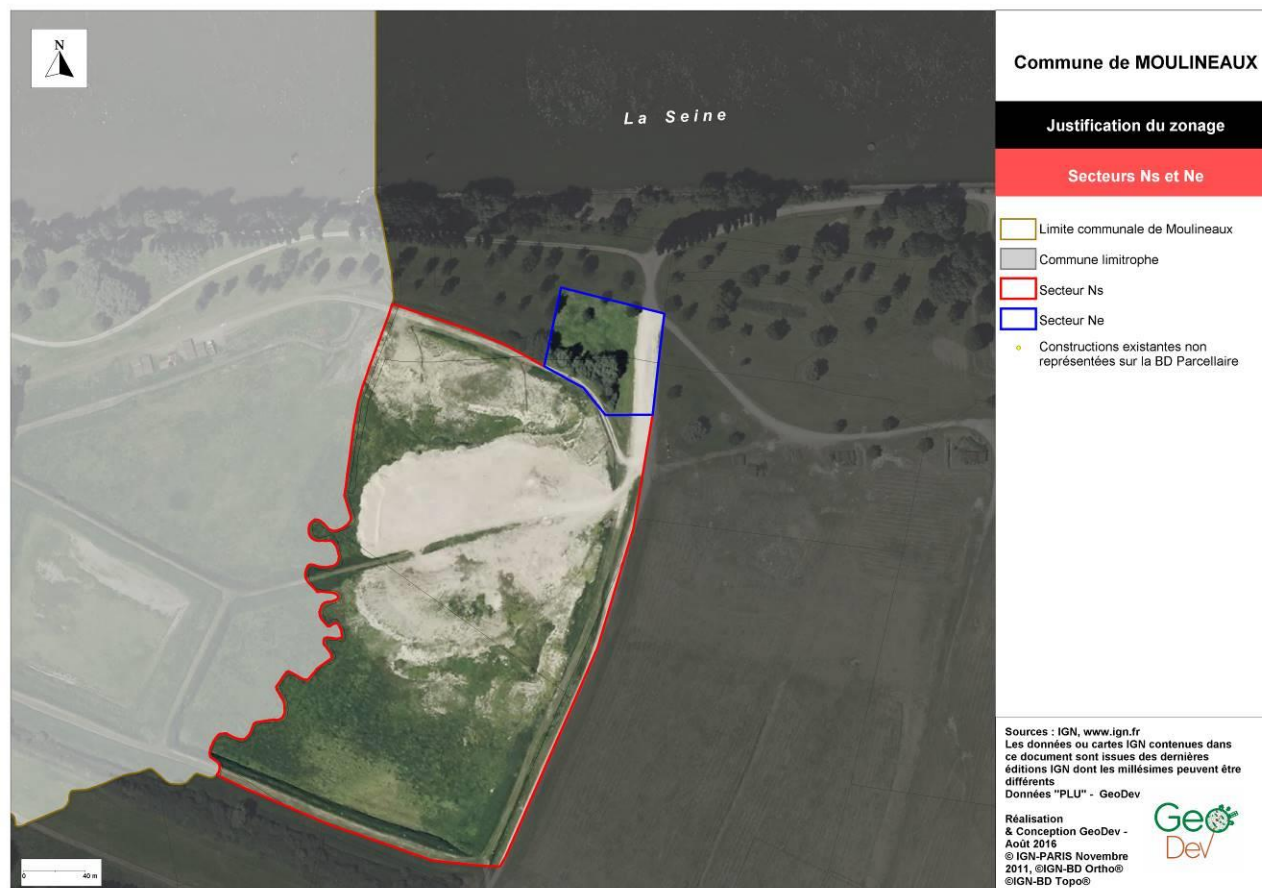 N
La Seine
0 40 m
Commune de MOULINEAUX
Justification du zonage
Secteurs Ns et Ne
Limite communale de Moulineaux
Commune limitrophe
Secteur Ns
Secteur Ne
Constructions existantes non
représentées sur la BD Parcellaire
Sources : IGN, www.ign.fr
Les données ou cartes IGN contenues dans
ce document sont issues des dernières
éditions IGN dont les millésimes peuvent être
différents
Données "PLU" - GeoDev
Réalisation
& Conception GeoDev -
Août 2016
© IGN-PARIS Novembre
2011, ©IGN-BD Ortho®
©IGN-BD Topo®
Geo
Dev